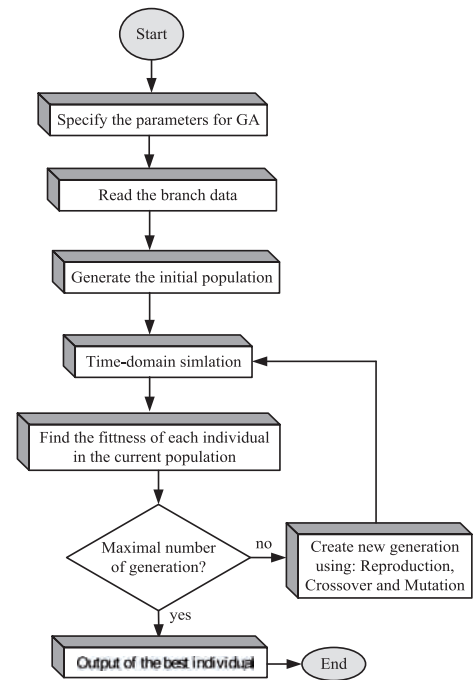 Start
Specify the parameters for GA
Read the branch data
Generate the initial population
Time-domain simlation
Find the fittness of each individual
in the current population
Maximal number
of generation?
no
Create new generation
using: Reproduction,
Crossover and Mutation
yes
Output of the best individual
End